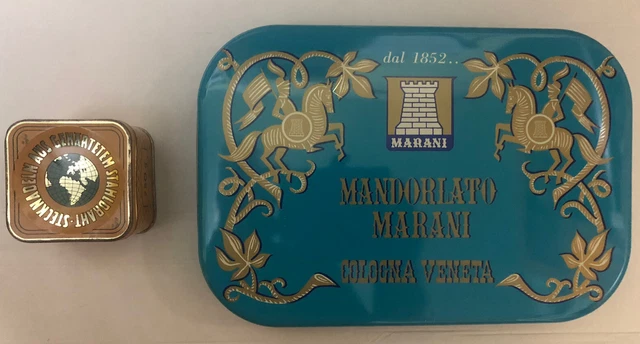 STECKNADELN AUS GEHÄRTETEM STAHLDRAHT
dal 1852..
MARANI
MANDORLATO
MARANI
COLOGNA VENETA